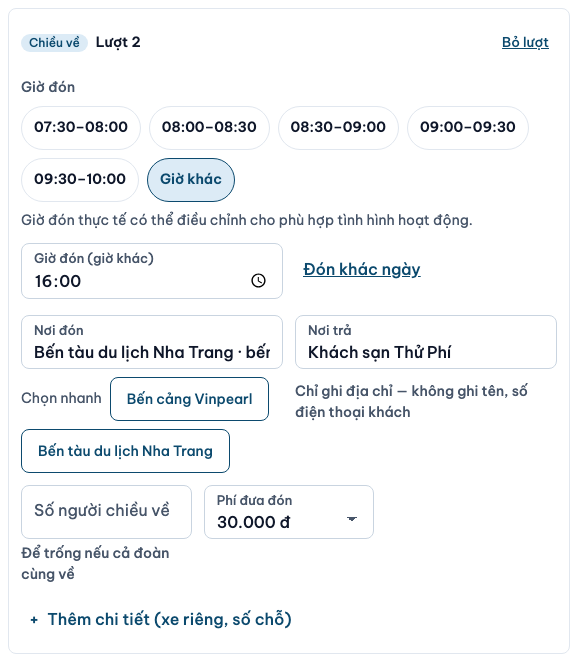 Chiều về Lượt 2 Bỏ lượt
Giờ đón
07:30–08:00 08:00–08:30 08:30–09:00 09:00–09:30
09:30–10:00 Giờ khác
Giờ đón thực tế có thể điều chỉnh cho phù hợp tình hình hoạt động.
Giờ đón (giờ khác)
16:00
Đón khác ngày
Nơi đón
Bến tàu du lịch Nha Trang · bến
Nơi trả
Khách sạn Thử Phí
Chọn nhanh Bến cảng Vinpearl
Bến tàu du lịch Nha Trang
Chỉ ghi địa chỉ — không ghi tên, số
điện thoại khách
Số người chiều về
Phí đưa đón
30.000 đ
Để trống nếu cả đoàn
cùng về
+ Thêm chi tiết (xe riêng, số chỗ)